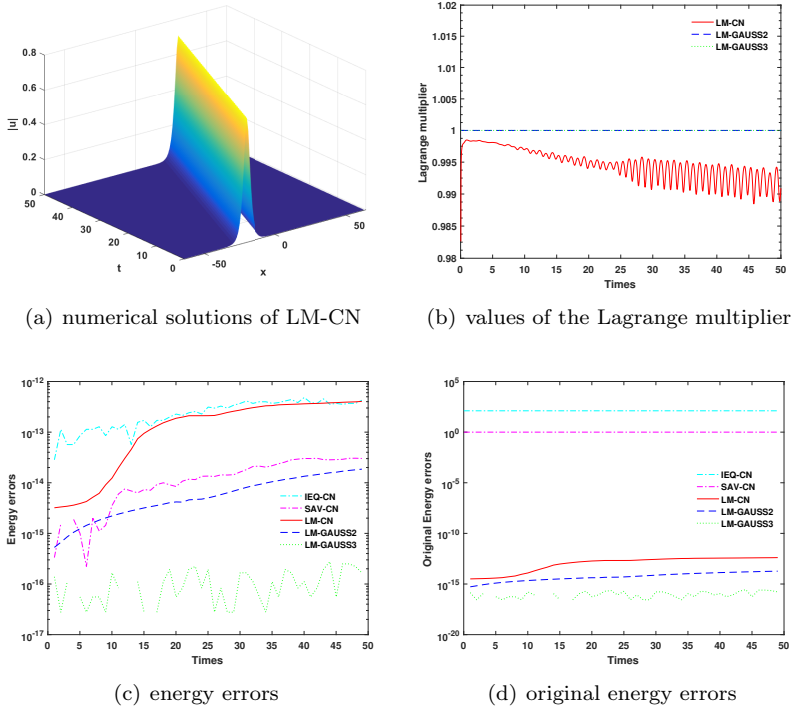 0.8
0.6
0.4
0.2
0
|u|
50
40
30
20
10
0
t
-50
0
50
x
(a) numerical solutions of LM-CN
1.02
1.015
1.01
1.005
1
0.995
0.99
0.985
0.98
Lagrange multiplier
LM-CN
LM-GAUSS2
LM-GAUSS3
0 5 10 15 20 25 30 35 40 45 50
Times
(b) values of the Lagrange multiplier
10^-12
10^-13
10^-14
10^-15
10^-16
10^-17
Energy errors
IEQ-CN
SAV-CN
LM-CN
LM-GAUSS2
LM-GAUSS3
0 5 10 15 20 25 30 35 40 45 50
Times
(c) energy errors
10^5
10^0
10^-5
10^-10
10^-15
10^-20
Original Energy errors
IEQ-CN
SAV-CN
LM-CN
LM-GAUSS2
LM-GAUSS3
0 5 10 15 20 25 30 35 40 45 50
Times
(d) original energy errors